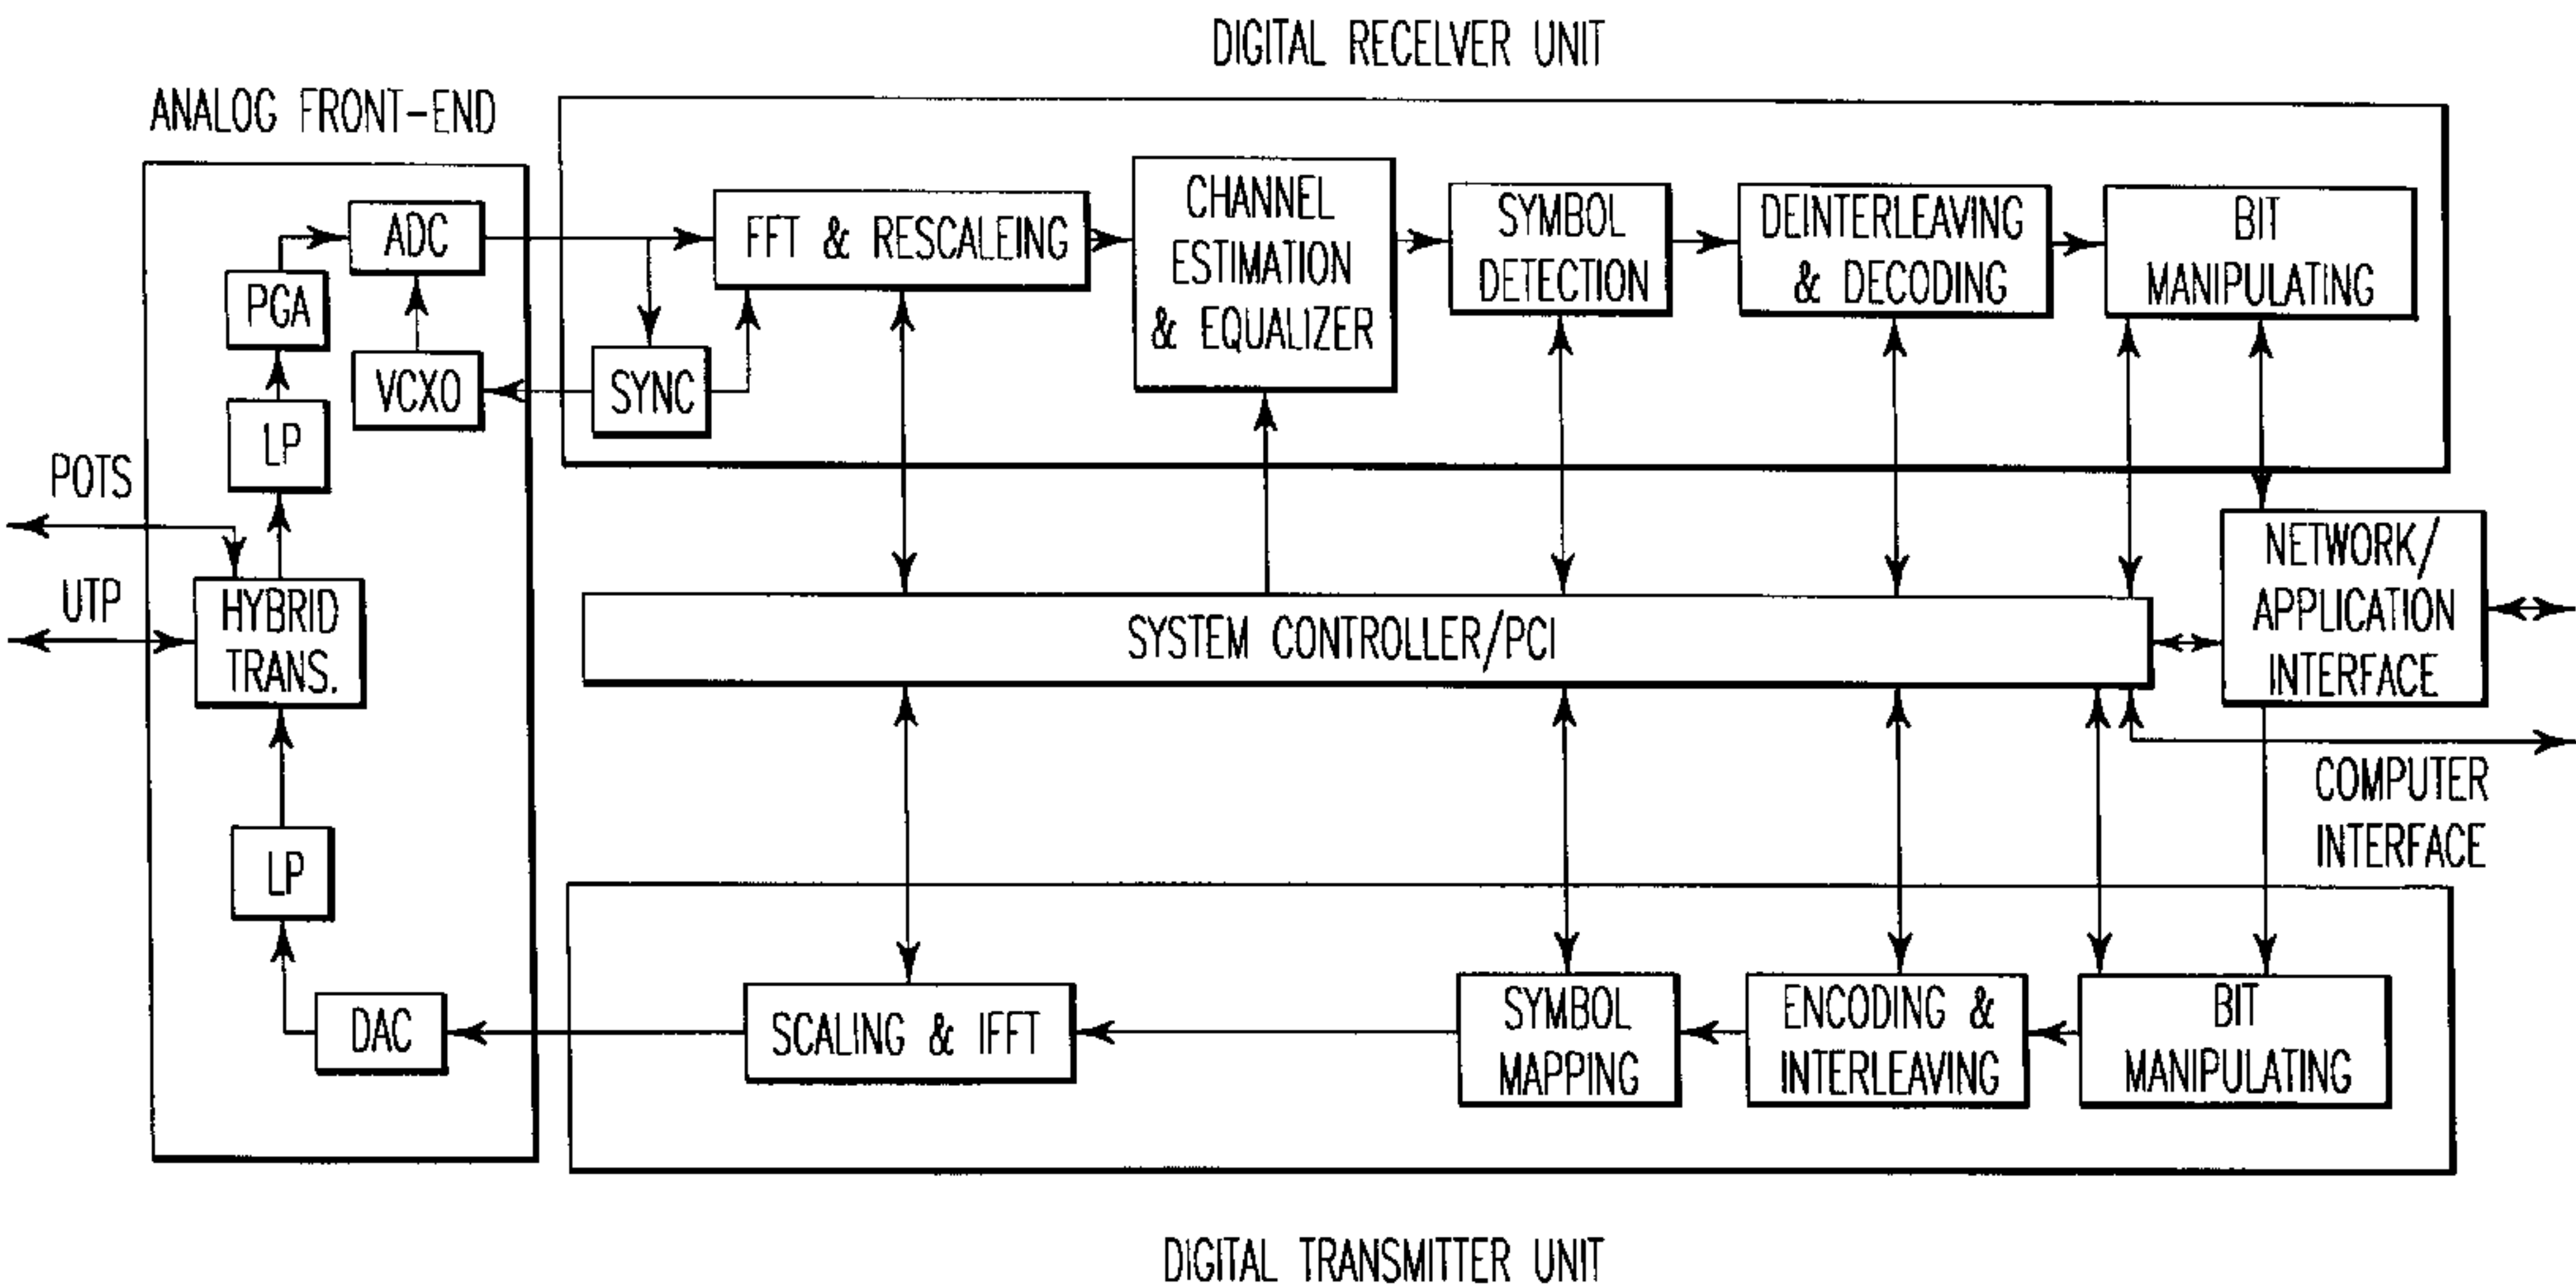 DIGITAL RECELVER UNIT
ANALOG FRONT-END
ADC
PGA
VCXO
LP
POTS
UTP
HYBRID
TRANS.
LP
DAC
FFT & RESCALEING
SYNC
CHANNEL
ESTIMATION
& EQUALIZER
SYMBOL
DETECTION
DEINTERLEAVING
& DECODING
BIT
MANIPULATING
SYSTEM CONTROLLER/PCI
NETWORK/
APPLICATION
INTERFACE
COMPUTER
INTERFACE
SCALING & IFFT
SYMBOL
MAPPING
ENCODING &
INTERLEAVING
BIT
MANIPULATING
DIGITAL TRANSMITTER UNIT